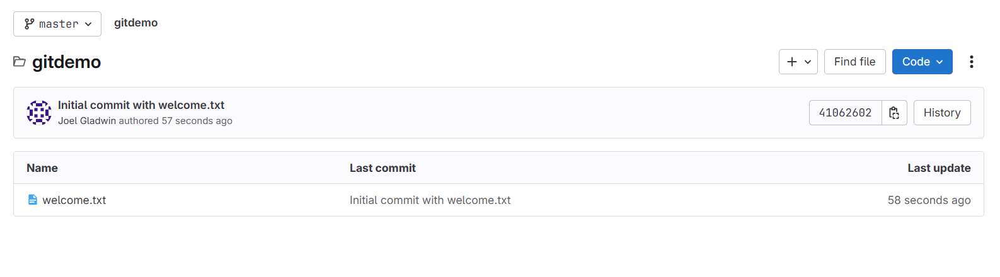 master gitdemo
gitdemo
Find file
Code
Initial commit with welcome.txt
Joel Gladwin authored 57 seconds ago
41062602
History
Name Last commit Last update
welcome.txt Initial commit with welcome.txt 58 seconds ago